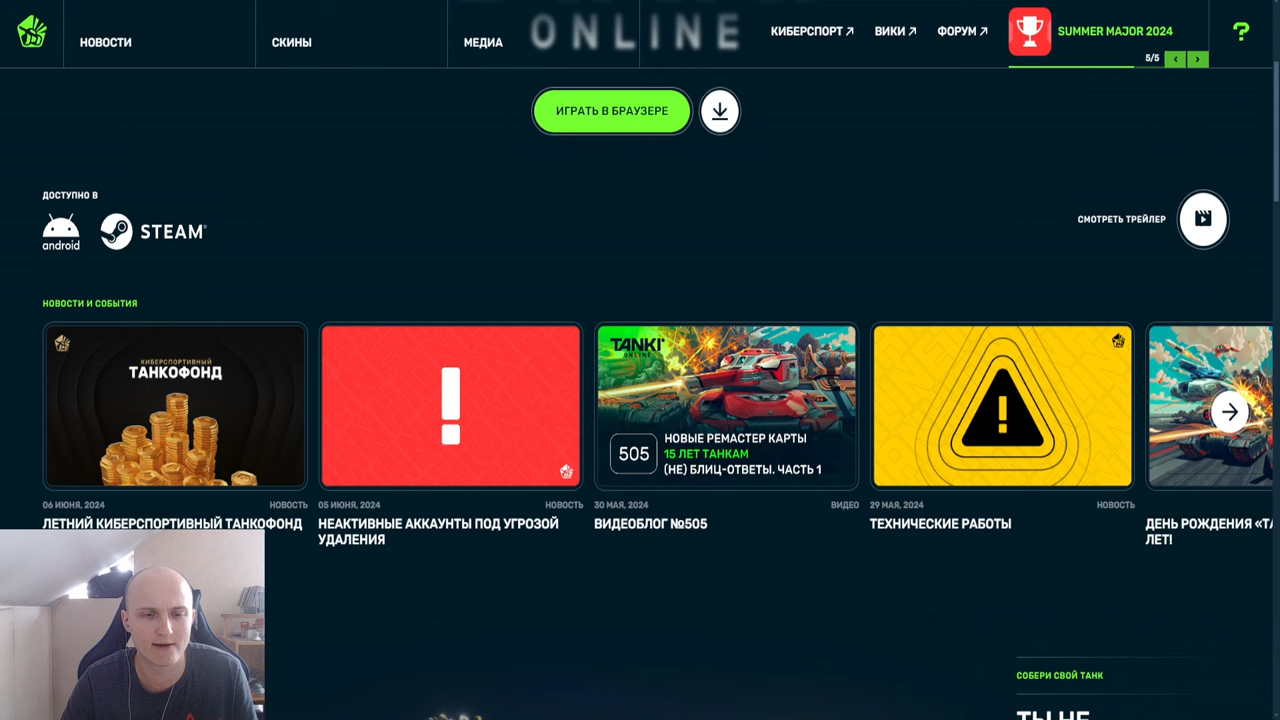 НОВОСТИ
СКИНЫ
МЕДИА
ONLINE
КИБЕРСПОРТ ↗
ВИКИ ↗
ФОРУМ ↗
SUMMER MAJOR 2024
5/5
?
ИГРАТЬ В БРАУЗЕРЕ
ДОСТУПНО В
android
STEAM
СМОТРЕТЬ ТРЕЙЛЕР
НОВОСТИ И СОБЫТИЯ
КИБЕРСПОРТИВНЫЙ
ТАНКОФОНД
!
TANKI
ONLINE
505
НОВЫЕ РЕМАСТЕР КАРТЫ
15 ЛЕТ ТАНКАМ
(НЕ) БЛИЦ-ОТВЕТЫ. ЧАСТЬ 1
!
06 ИЮНЯ, 2024
НОВОСТЬ
ЛЕТНИЙ КИБЕРСПОРТИВНЫЙ ТАНКОФОНД
05 ИЮНЯ, 2024
НОВОСТЬ
НЕАКТИВНЫЕ АККАУНТЫ ПОД УГРОЗОЙ
УДАЛЕНИЯ
30 МАЯ, 2024
ВИДЕО
ВИДЕОБЛОГ №505
29 МАЯ, 2024
НОВОСТЬ
ТЕХНИЧЕСКИЕ РАБОТЫ
ДЕНЬ РОЖДЕНИЯ
ЛЕТ!
СОБЕРИ СВОЙ ТАНК
ТЫ НЕ